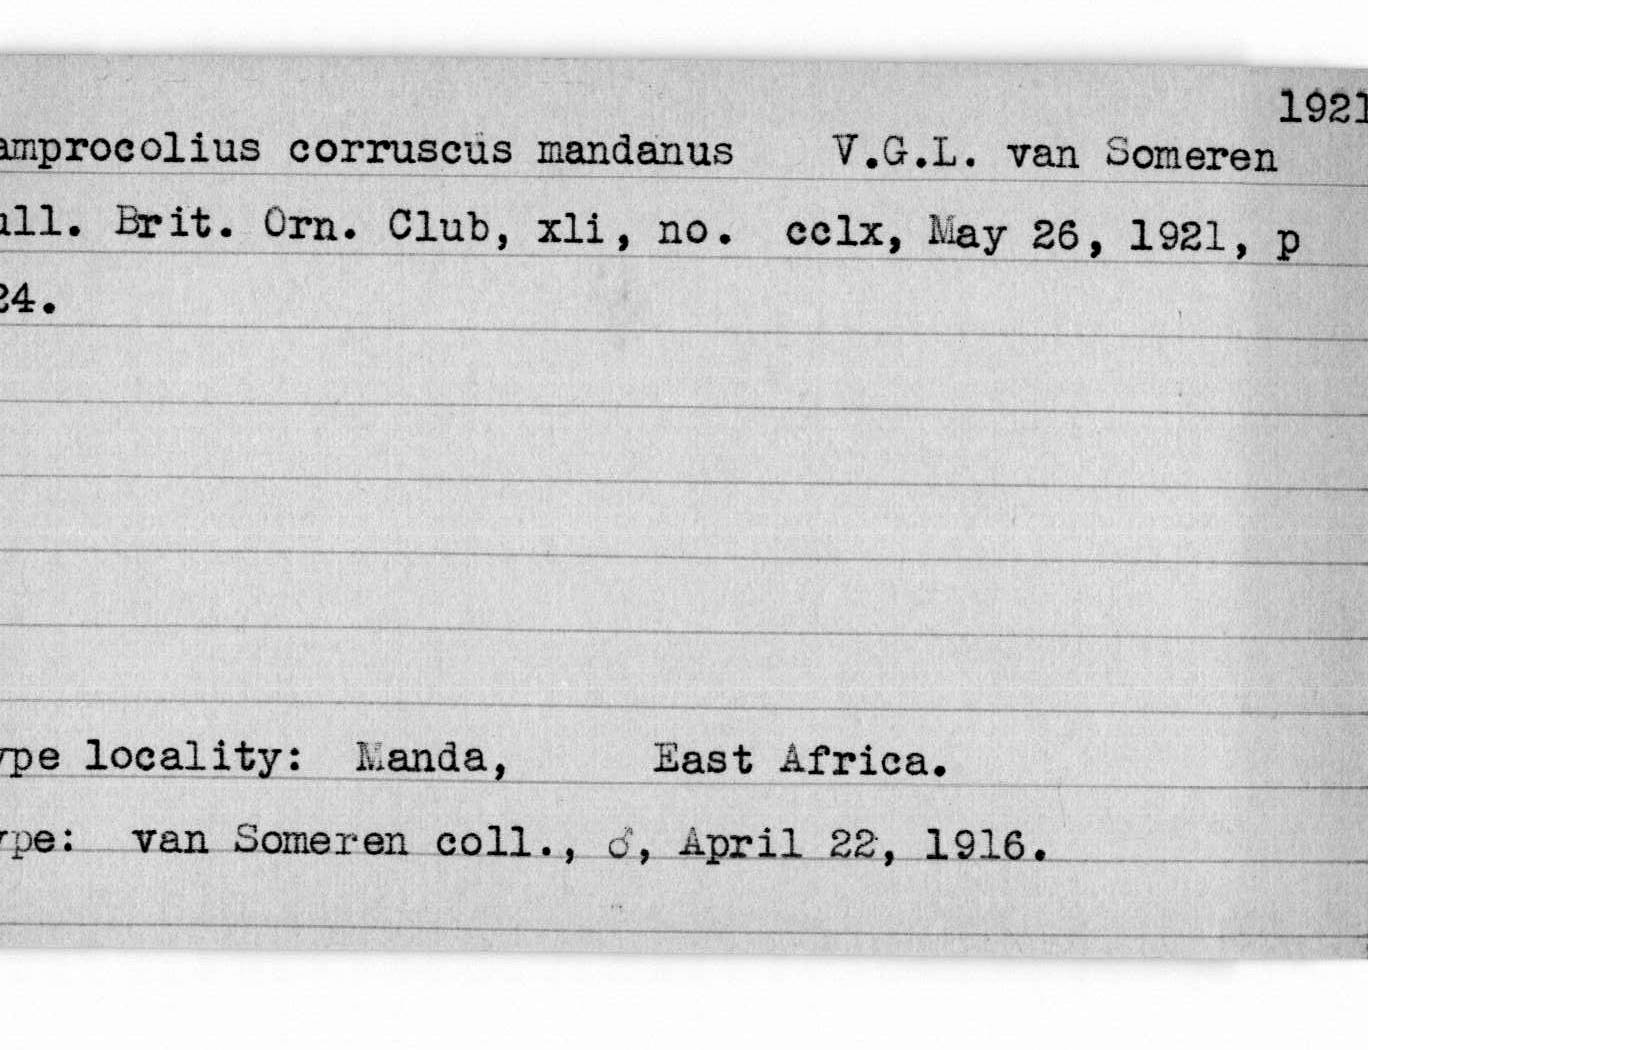 1921
amprocolius corruscus mandanus V.G.L. van Someren
ull. Brit. Orn. Club, xli, no. cclx, May 26, 1921, p
24.
ype locality: Manda, East Africa.
ype: van Someren coll., ♂, April 22, 1916.